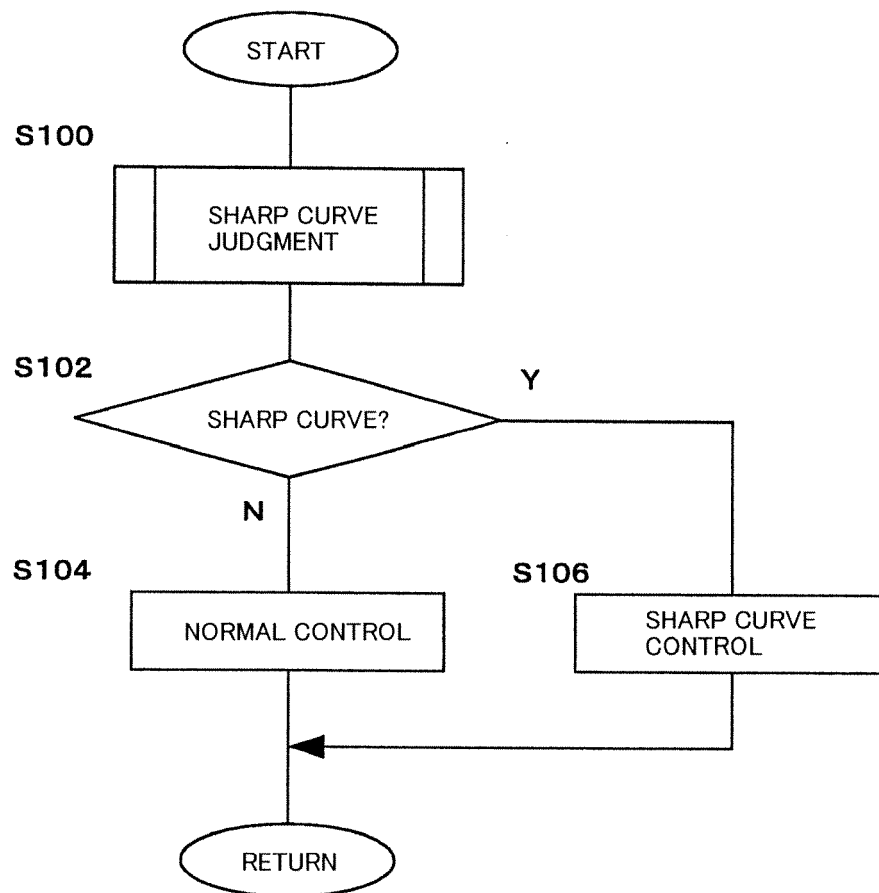 START
S100
SHARP CURVE
JUDGMENT
S102
SHARP CURVE?
Y
N
S104
NORMAL CONTROL
S106
SHARP CURVE
CONTROL
RETURN